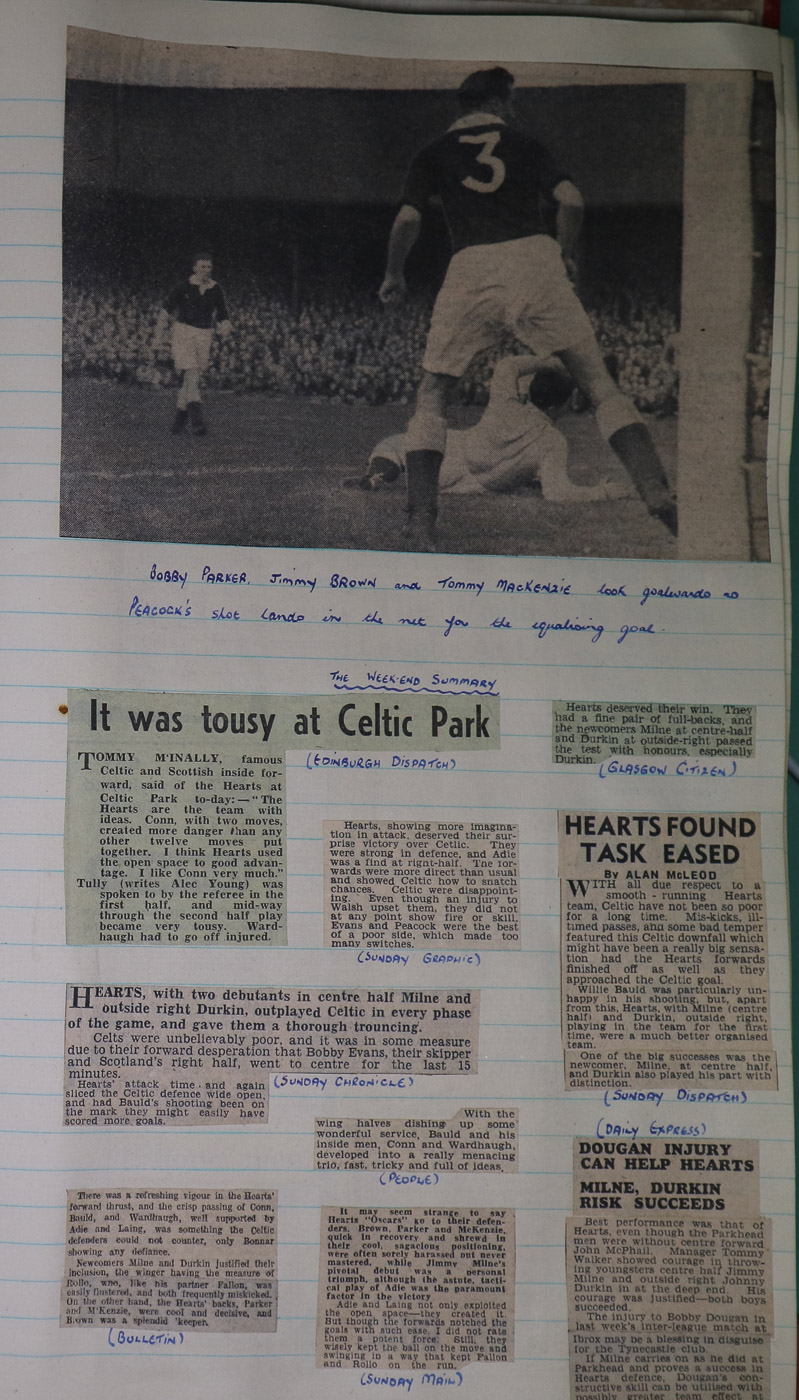 3
BOBBY PARKER, Jimmy BROWN and Tommy MACKENZIE look goalwards as
PEACOCK'S shot lands in the net for the equalising goal.
THE WEEK-END SUMMARY
It was tousy at Celtic Park
(EDINBURGH DISPATCH)
TOMMY M'INALLY, famous
Celtic and Scottish inside for-
ward, said of the Hearts at
Celtic Park to-day: — "The
Hearts are the team with
ideas. Conn, with two moves,
created more danger than any
other twelve moves put
together. I think Hearts used
the open space to good advan-
tage. I like Conn very much."
Tully (writes Alec Young) was
spoken to by the referee in the
first half, and mid-way
through the second half play
became very tousy. Ward-
haugh had to go off injured.
Hearts, showing more imagina-
tion in attack, deserved their sur-
prise victory over Celtic. They
were strong in defence, and Adie
was a find at right-half. The for-
wards were more direct than usual
and showed Celtic how to snatch
chances. Celtic were disappoint-
ing. Even though an injury to
Walsh upset them, they did not
at any point show fire or skill.
Evans and Peacock were the best
of a poor side, which made too
many switches.
(SUNDAY GRAPHIC)
Hearts deserved their win. They
had a fine pair of full-backs, and
the newcomers Milne at centre-half
and Durkin at outside-right passed
the test with honours, especially
Durkin.
(GLASGOW CITIZEN)
HEARTS FOUND
TASK EASED
By ALAN McLEOD
WITH all due respect to a
smooth - running Hearts
team, Celtic have not been so poor
for a long time. Mis-kicks, ill-
timed passes, ahn some bad temper
featured this Celtic downfall which
might have been a really big sensa-
tion had the Hearts forwards
finished off as well as they
approached the Celtic goal.
Willie Bauld was particularly un-
happy in his shooting, but, apart
from this, Hearts, with Milne (centre
half) and Durkin, outside right,
playing in the team for the first
time, were a much better organised
team.
One of the big successes was the
newcomer, Milne, at centre half,
and Durkin also played his part with
distinction.
(SUNDAY DISPATCH)
HEARTS, with two debutants in centre half Milne and
outside right Durkin, outplayed Celtic in every phase
of the game, and gave them a thorough trouncing.
Celts were unbelievably poor, and it was in some measure
due to their forward desperation that Bobby Evans, their skipper
and Scotland's right half, went to centre for the last 15
minutes.
Hearts' attack time and again
sliced the Celtic defence wide open,
and had Bauld's shooting been on
the mark they might easily have
scored more goals.
(SUNDAY CHRONICLE)
With the
wing halves dishing up some
wonderful service, Bauld and his
inside men, Conn and Wardhaugh,
developed into a really menacing
trio, fast, tricky and full of ideas.
(PEOPLE)
There was a refreshing vigour in the Hearts'
forward thrust, and the crisp passing of Conn,
Bauld, and Wardhaugh, well supported by
Adie and Laing, was something the Celtic
defenders could not counter, only Bonnar
showing any defiance.
Newcomers Milne and Durkin justified their
inclusion, the winger having the measure of
Rollo, who, like his partner Fallon, was
easily flustered, and both frequently miskicked.
On the other hand, the Hearts' backs, Parker
and M'Kenzie, were cool and decisive, and
Brown was a splendid 'keeper.
(BULLETIN)
It may seem strange to say
Hearts "Oscars" go to their defen-
ders. Brown, Parker and McKenzie,
quick in recovery and shrewd in
their cool, sagacious positioning,
were often sorely harassed but never
mastered, while Jimmy Milne's
pivotal debut was a personal
triumph, although the astute, tacti-
cal play of Adie was the paramount
factor in the victory
Adie and Laing not only exploited
the open space—they created it.
But though the forwards notched the
goals with such ease, I did not rate
them a potent force. Still, they
wisely kept the ball on the move and
swinging in a way that kept Fallon
and Rollo on the run.
(SUNDAY MAIL)
(DAILY EXPRESS)
DOUGAN INJURY
CAN HELP HEARTS
MILNE, DURKIN
RISK SUCCEEDS
Best performance was that of
Hearts, even though the Parkhead
men were without centre forward
John McPhail. Manager Tommy
Walker showed courage in throw-
ing youngsters centre half Jimmy
Milne and outside right Johnny
Durkin in at the deep end. His
courage was justified—both boys
succeeded.
The injury to Bobby Dougan in
last week's inter-league match at
Ibrox may be a blessing in disguise
for the Tynecastle club.
If Milne carries on as he did at
Parkhead and proves a success in
Hearts defence, Dougan's con-
structive skill can be utilised with
possibly greater team effect at